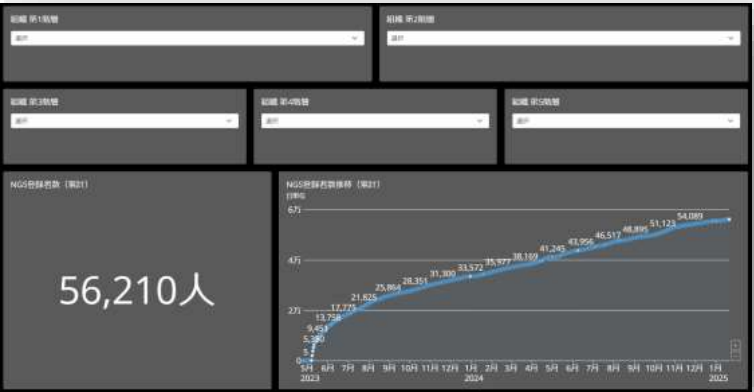 組織 第1階層
選択
組織 第2階層
選択
組織 第3階層
選択
組織 第4階層
選択
組織 第5階層
選択
NGS登録者数（累計）
56,210人
NGS登録者数推移（累計）
日単位
6万
4万
2万
0
5
5,350
9,453
13,758
17,775
21,825
25,864
28,351
31,300
33,572
35,977
38,169
41,245
43,956
46,517
48,895
51,123
54,089
5月 6月 7月 8月 9月 10月 11月 12月 1月 2月 3月 4月 5月 6月 7月 8月 9月 10月 11月 12月 1月
2023 2024 2025